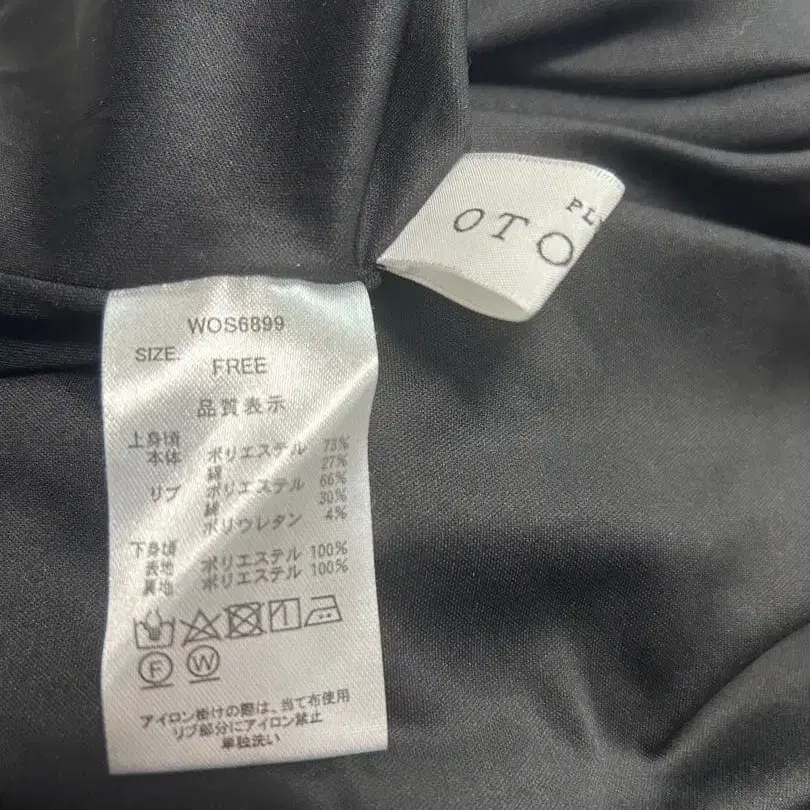 PL
OTO
WOS6899
SIZE. FREE
品質表示
上身頃
本体 ポリエステル 73%
綿 27%
リブ ポリエステル 66%
綿 30%
ポリウレタン 4%
下身頃
表地 ポリエステル 100%
裏地 ポリエステル 100%
F W
アイロン掛けの際は、当て布使用
リブ部分にアイロン禁止
単独洗い